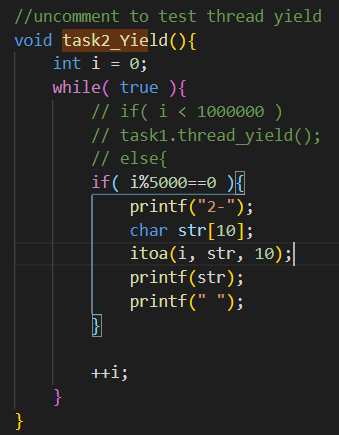 //uncomment to test thread yield
void task2_Yield(){
    int i = 0;
    while( true ){
        // if( i < 1000000 )
        // task1.thread_yield();
        // else{
        if( i%5000==0 ){
            printf("2-");
            char str[10];
            itoa(i, str, 10);
            printf(str);
            printf(" ");
        }

        ++i;
    }
}